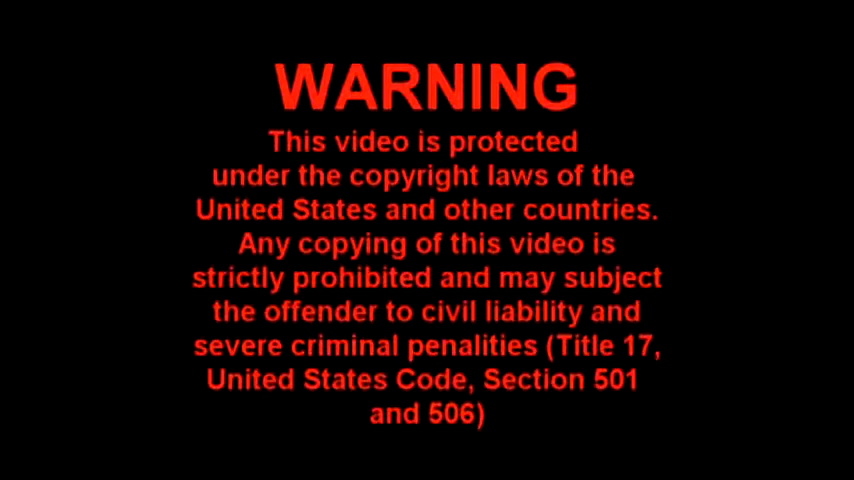 WARNING
This video is protected
under the copyright laws of the
United States and other countries.
Any copying of this video is
strictly prohibited and may subject
the offender to civil liability and
severe criminal penalities (Title 17,
United States Code, Section 501
and 506)